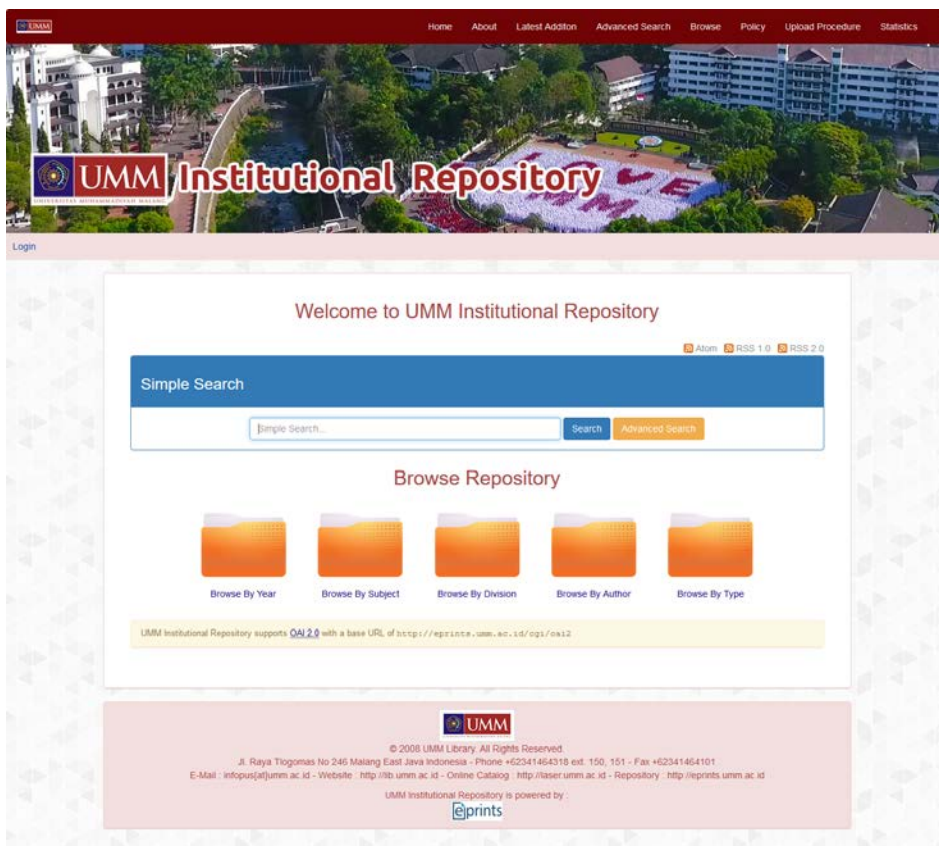 UMM
Home About Latest Additon Advanced Search Browse Policy Upload Procedure Statistics
UMM Institutional Repository
UNIVERSITAS MUHAMMADIYAH MALANG
Login
Welcome to UMM Institutional Repository
Atom RSS 1.0 RSS 2.0
Simple Search
Simple Search... Search Advanced Search
Browse Repository
Browse By Year Browse By Subject Browse By Division Browse By Author Browse By Type
UMM Institutional Repository supports OAI 2.0 with a base URL of http://eprints.umm.ac.id/cgi/oai2
UMM
© 2008 UMM Library. All Rights Reserved.
Jl. Raya Tlogomas No 246 Malang East Java Indonesia - Phone +62341464318 ext. 150, 151 - Fax +62341464101
E-Mail : infopus[at]umm.ac.id - Website : http://lib.umm.ac.id - Online Catalog : http://laser.umm.ac.id - Repository : http://eprints.umm.ac.id
UMM Institutional Repository is powered by :
eprints